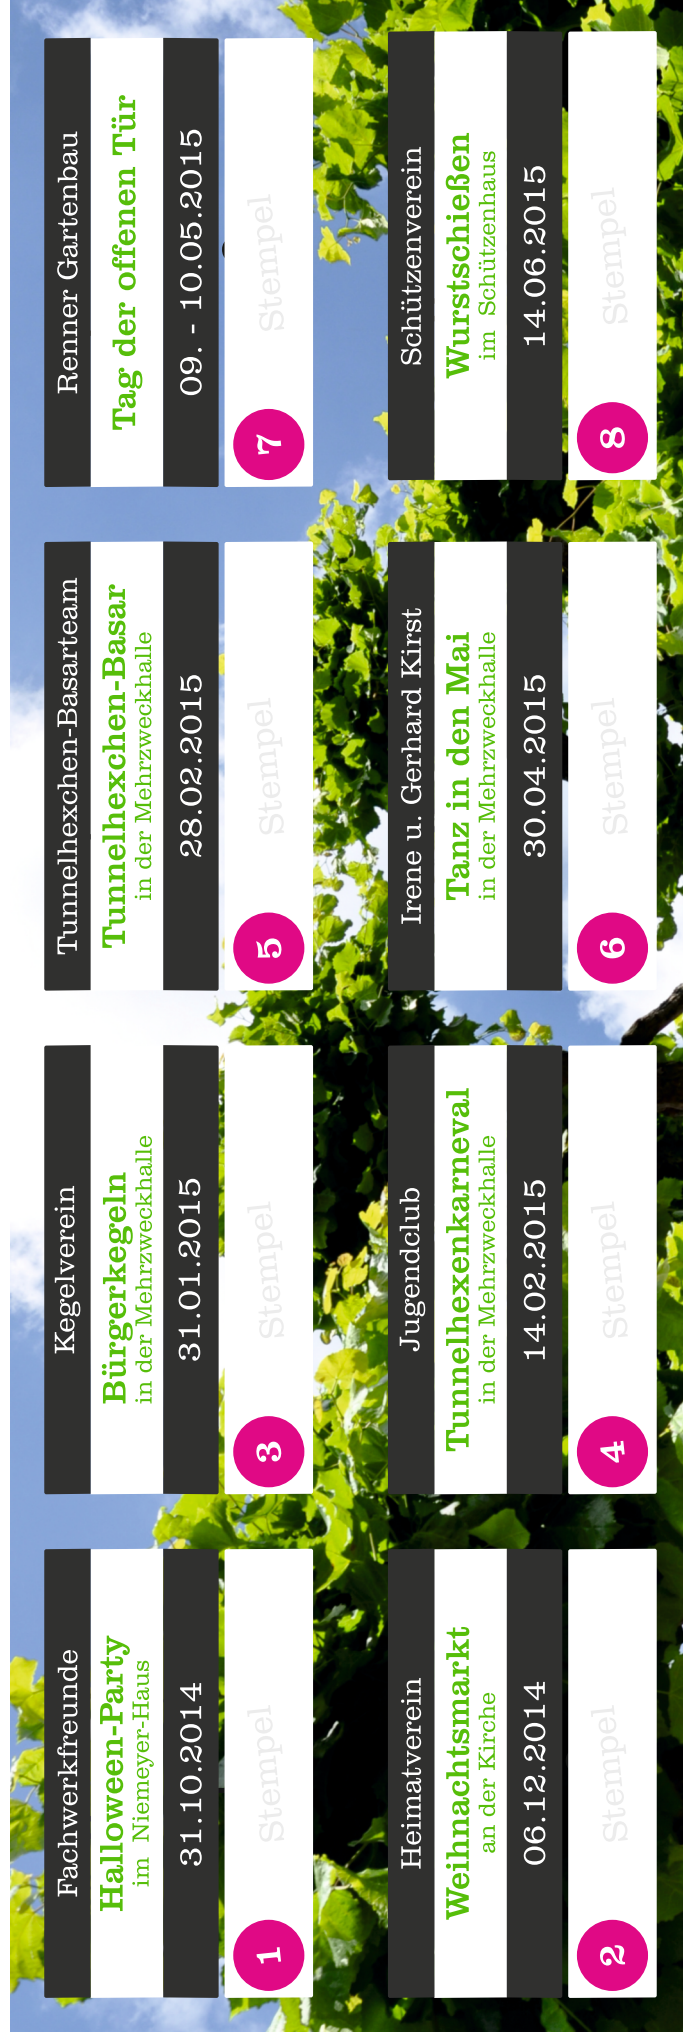 Fachwerkfreunde
Halloween-Party
im Niemeyer-Haus
31.10.2014
1
Stempel
Heimatverein
Weihnachtsmarkt
an der Kirche
06.12.2014
2
Stempel
Kegelverein
Bürgerkegeln
in der Mehrzweckhalle
31.01.2015
3
Stempel
Jugendclub
Tunnelhexenkarneval
in der Mehrzweckhalle
14.02.2015
4
Stempel
Tunnelhexchen-Basarteam
Tunnelhexchen-Basar
in der Mehrzweckhalle
28.02.2015
5
Stempel
Irene u. Gerhard Kirst
Tanz in den Mai
in der Mehrzweckhalle
30.04.2015
6
Stempel
Renner Gartenbau
Tag der offenen Tür
09. - 10.05.2015
7
Stempel
Schützenverein
Wurstschießen
im Schützenhaus
14.06.2015
8
Stempel